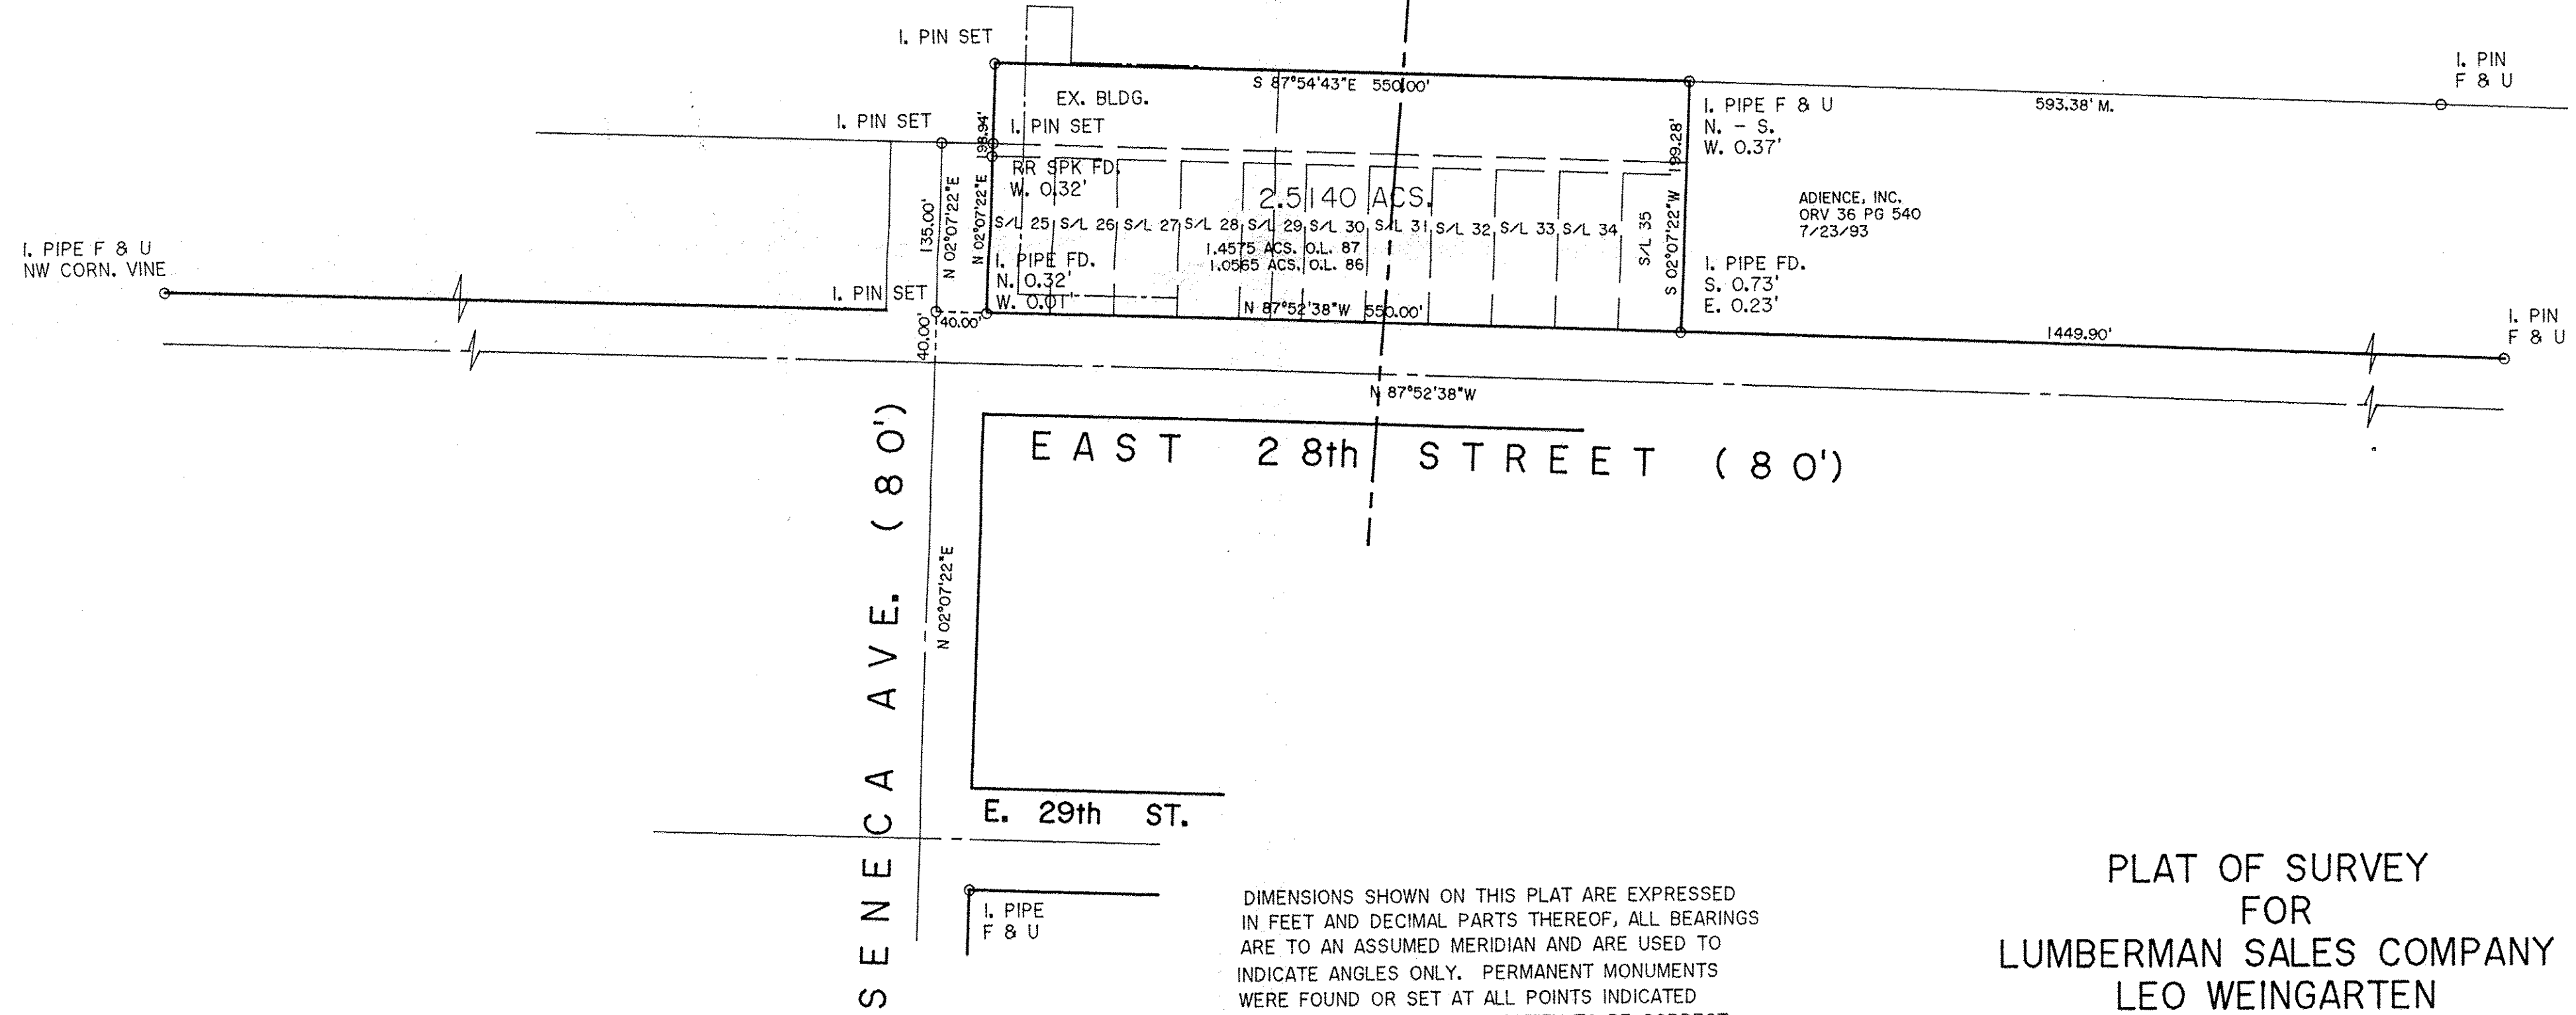 I. PIN SET
I. PIN
F & U
S 87°54'43"E 550.00'
EX. BLDG.
I. PIPE F & U
N. - S.
W. 0.37'
593.38' M.
I. PIN SET
I. PIN SET
198.94'
199.28'
RR SPK FD.
W. 0.32'
2.5140 ACS.
ADIENCE, INC.
ORV 36 PG 540
7/23/93
135.00'
N 02°07'22"E
N 02°07'22"E
S/L 25 S/L 26 S/L 27 S/L 28 S/L 29 S/L 30 S/L 31 S/L 32 S/L 33 S/L 34
S/L 35
S 02°07'22"W
1.4575 ACS. O.L. 87
1.0565 ACS. O.L. 86
I. PIPE F & U
NW CORN. VINE
I. PIPE FD.
N. 0.32'
W. 0.01'
I. PIPE FD.
S. 0.73'
E. 0.23'
I. PIN SET
40.00'
40.00'
N 87°52'38"W 550.00'
1449.90'
I. PIN
F & U
N 87°52'38"W
EAST 28th STREET (80')
SENECA AVE. (80')
N 02°07'22"E
E. 29th ST.
I. PIPE
F & U
DIMENSIONS SHOWN ON THIS PLAT ARE EXPRESSED
IN FEET AND DECIMAL PARTS THEREOF, ALL BEARINGS
ARE TO AN ASSUMED MERIDIAN AND ARE USED TO
INDICATE ANGLES ONLY. PERMANENT MONUMENTS
WERE FOUND OR SET AT ALL POINTS INDICATED
PLAT OF SURVEY
FOR
LUMBERMAN SALES COMPANY
LEO WEINGARTEN